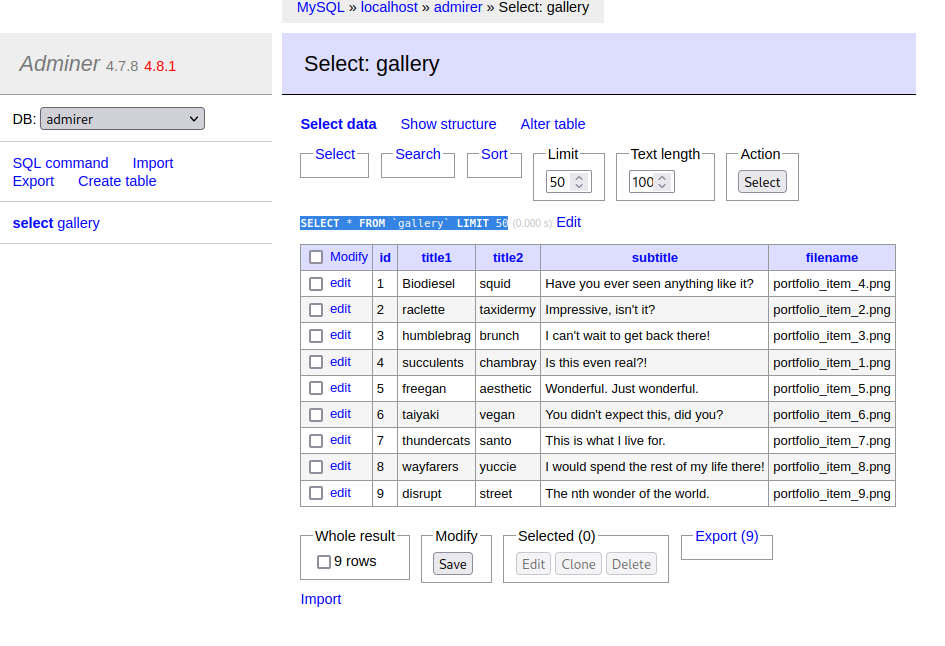 MySQL » localhost » admirer » Select: gallery
Adminer 4.7.8 4.8.1
Select: gallery
DB: admirer
SQL command Import
Export Create table
select gallery
Select data Show structure Alter table
Select Search Sort Limit Text length Action
50 100 Select
SELECT * FROM `gallery` LIMIT 50 (0.000 s) Edit
Modify id title1 title2 subtitle filename
edit 1 Biodiesel squid Have you ever seen anything like it? portfolio_item_4.png
edit 2 raclette taxidermy Impressive, isn't it? portfolio_item_2.png
edit 3 humblebrag brunch I can't wait to get back there! portfolio_item_3.png
edit 4 succulents chambray Is this even real?! portfolio_item_1.png
edit 5 freegan aesthetic Wonderful. Just wonderful. portfolio_item_5.png
edit 6 taiyaki vegan You didn't expect this, did you? portfolio_item_6.png
edit 7 thundercats santo This is what I live for. portfolio_item_7.png
edit 8 wayfarers yuccie I would spend the rest of my life there! portfolio_item_8.png
edit 9 disrupt street The nth wonder of the world. portfolio_item_9.png
Whole result Modify Selected (0) Export (9)
9 rows Save Edit Clone Delete
Import